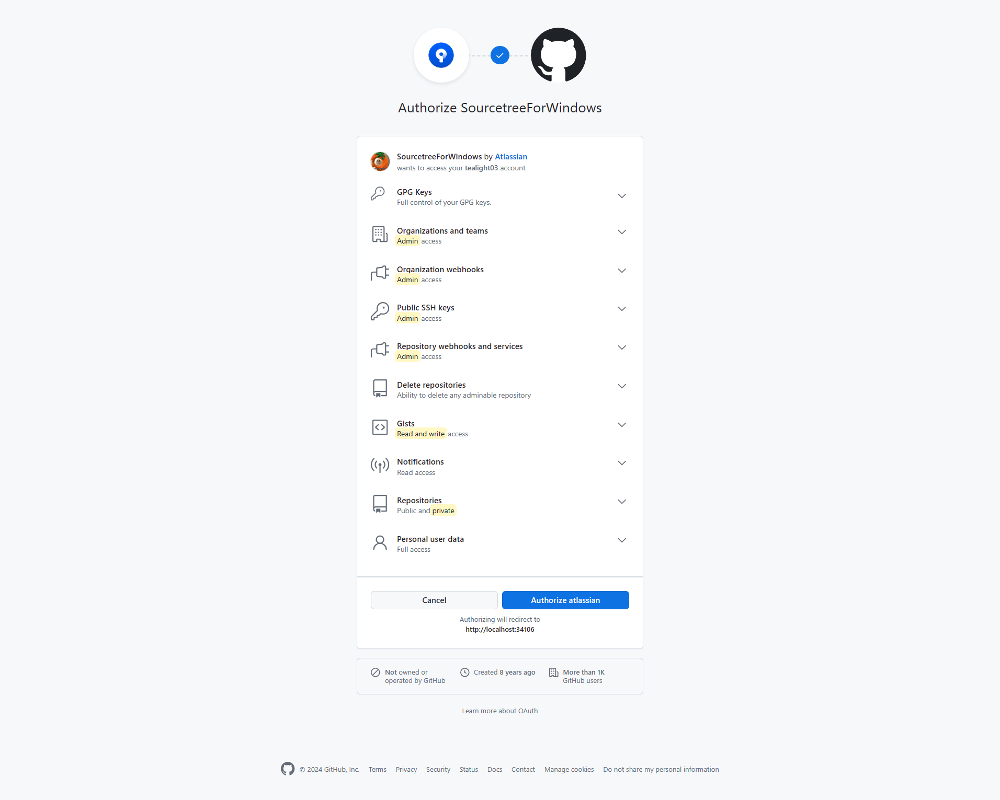 Authorize SourcetreeForWindows
SourcetreeForWindows by Atlassian
wants to access your tealight03 account
GPG Keys
Full control of your GPG keys.
Organizations and teams
Admin access
Organization webhooks
Admin access
Public SSH keys
Admin access
Repository webhooks and services
Admin access
Delete repositories
Ability to delete any adminable repository
Gists
Read and write access
Notifications
Read access
Repositories
Public and private
Personal user data
Full access
Cancel
Authorize atlassian
Authorizing will redirect to
http://localhost:34106
Not owned or
operated by GitHub
Created 8 years ago
More than 1K
GitHub users
Learn more about OAuth
© 2024 GitHub, Inc. Terms Privacy Security Status Docs Contact Manage cookies Do not share my personal information